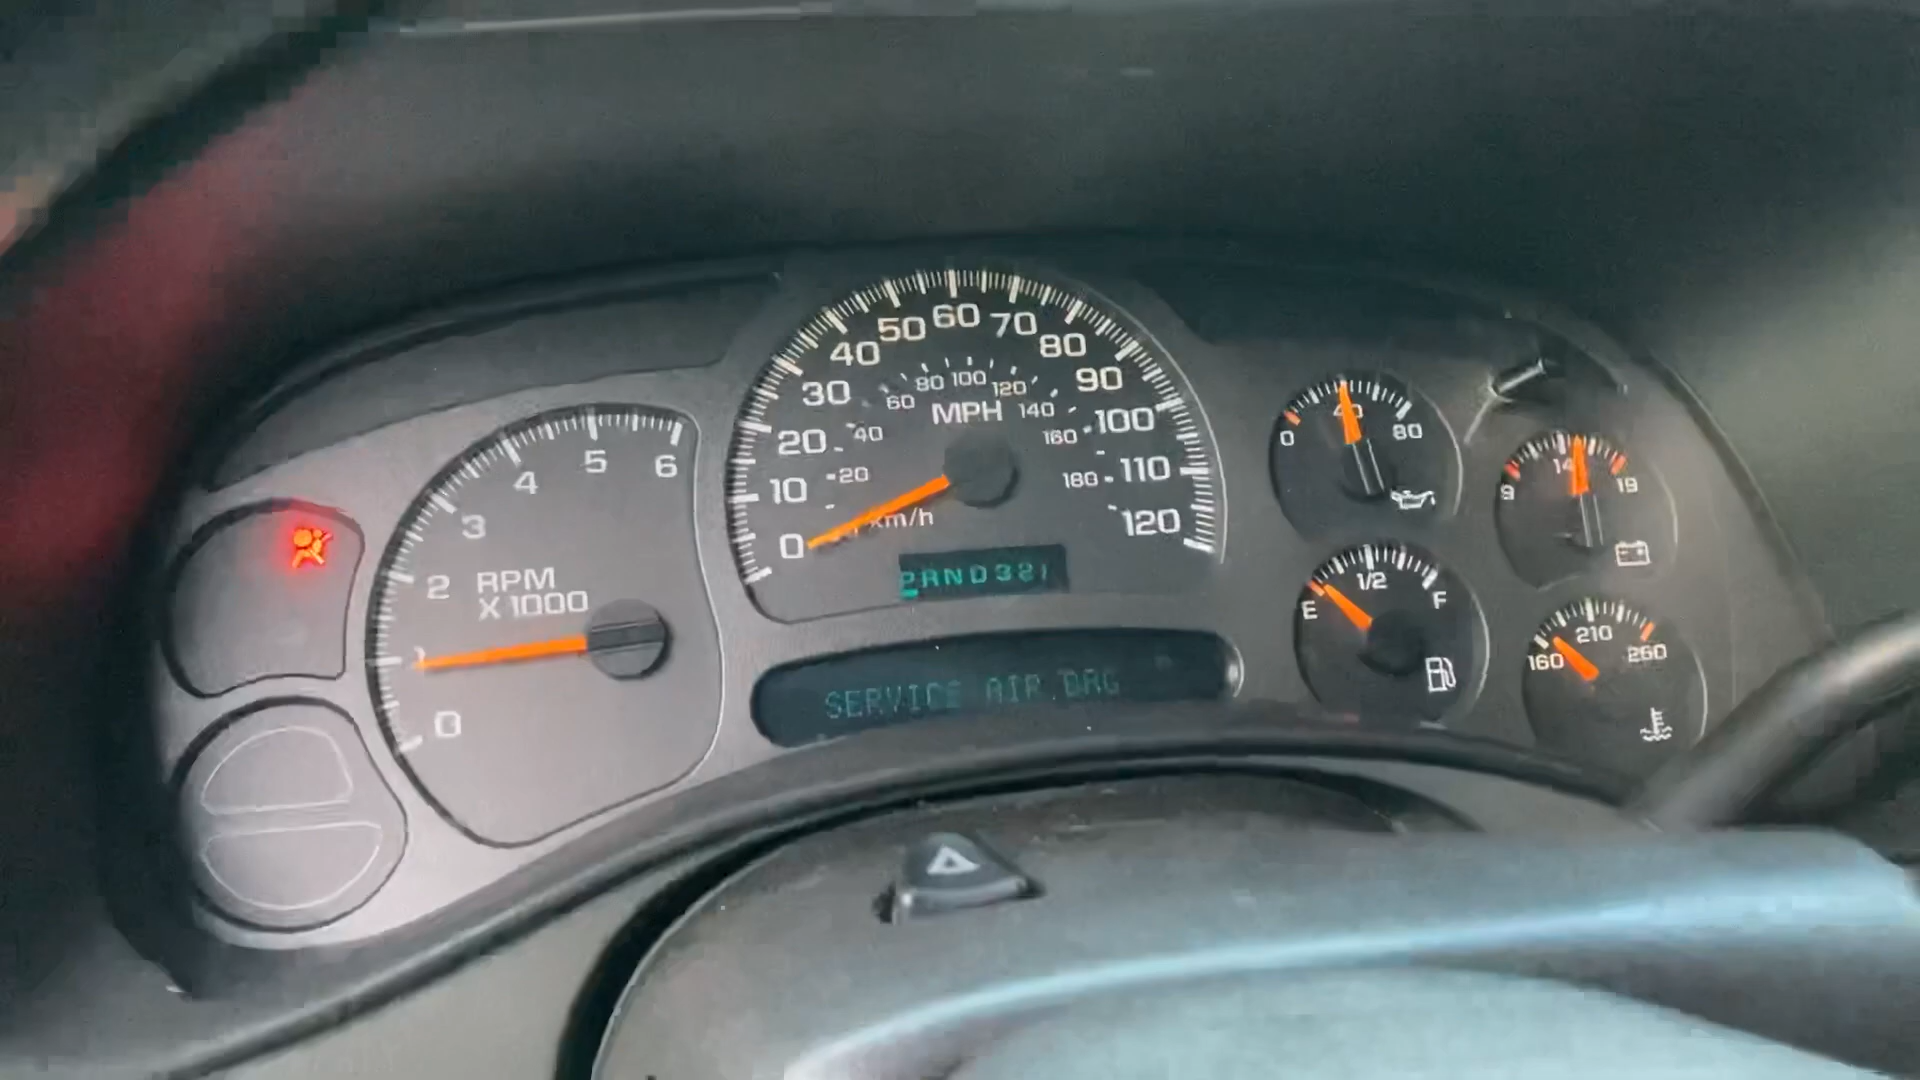 0 1 2 3 4 5 6
RPM
X 1000
0 10 20 30 40 50 60 70 80 90 100 110 120
20 40 60 80 100 120 140 160 180
MPH
km/h
PRND321
SERVICE AIR BAG
0 40 80
9 14 19
E 1/2 F
160 210 260